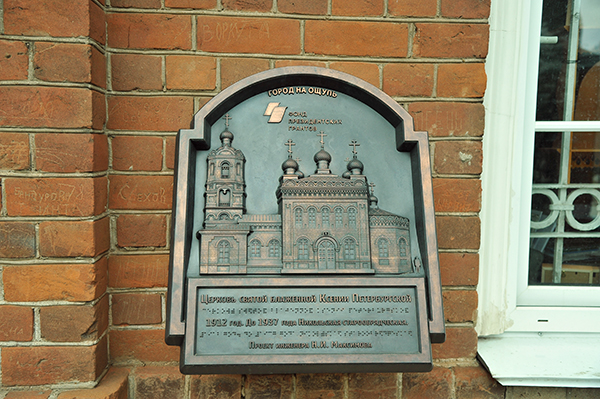 ГОРОД НА ОЩУПЬ
ФОНД
ПРЕЗИДЕНТСКИХ
ГРАНТОВ
Церковь святой блаженной Ксении Петербургской
1912 год. До 1937 года Никольская старообрядческая.
Проект инженера Н.И. Максимова